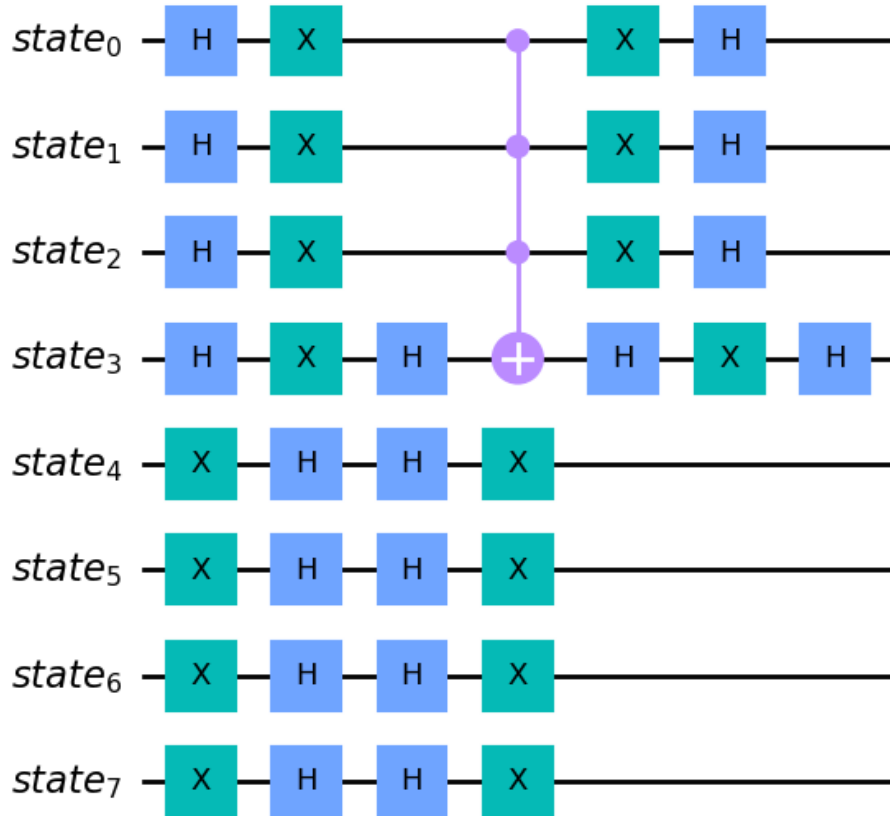 state₀ H X X H
state₁ H X X H
state₂ H X X H
state₃ H X H H X H
state₄ X H H X
state₅ X H H X
state₆ X H H X
state₇ X H H X